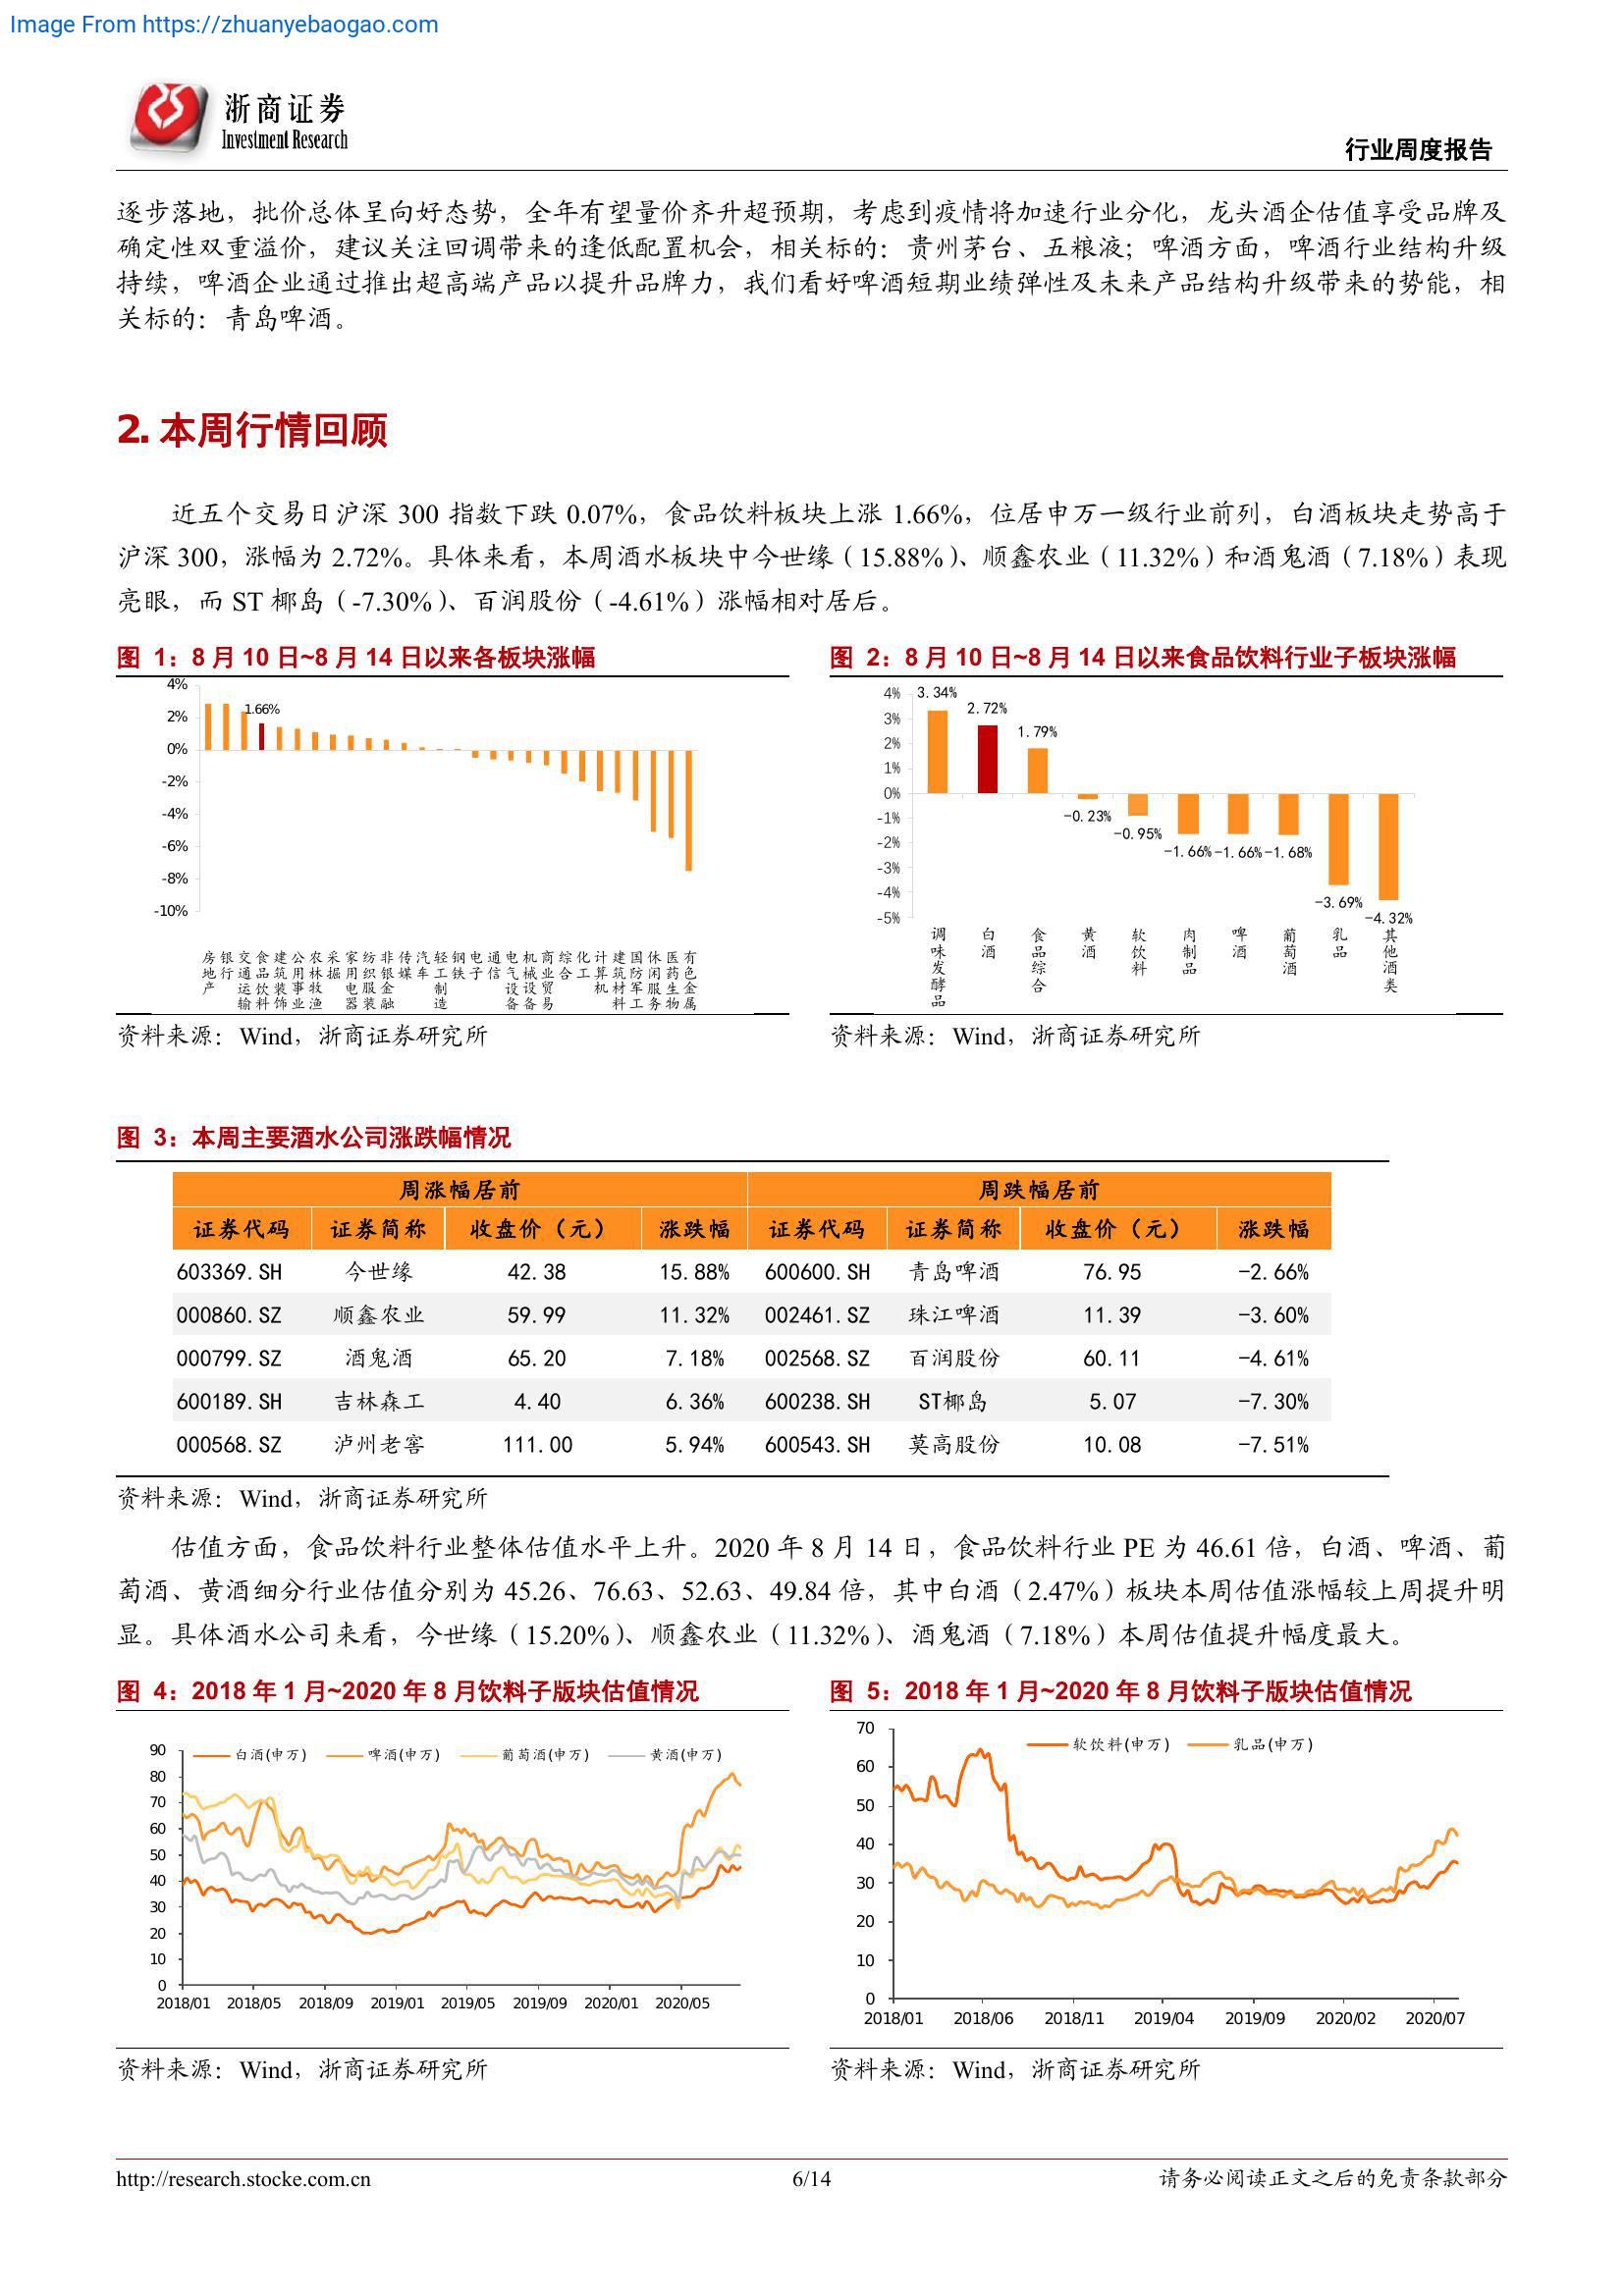 Image From https://zhuanyebaogao.com
浙商证券
Investment Research
行业周度报告
逐步落地，批价总体呈向好态势，全年有望量价齐升超预期，考虑到疫情将加速行业分化，龙头酒企估值享受品牌及
确定性双重溢价，建议关注回调带来的逢低配置机会，相关标的：贵州茅台、五粮液；啤酒方面，啤酒行业结构升级
持续，啤酒企业通过推出超高端产品以提升品牌力，我们看好啤酒短期业绩弹性及未来产品结构升级带来的势能，相
关标的：青岛啤酒。
2. 本周行情回顾
近五个交易日沪深 300 指数下跌 0.07%，食品饮料板块上涨 1.66%，位居申万一级行业前列，白酒板块走势高于
沪深 300，涨幅为 2.72%。具体来看，本周酒水板块中今世缘（15.88%）、顺鑫农业（11.32%）和酒鬼酒（7.18%）表现
亮眼，而 ST 椰岛（-7.30%）、百润股份（-4.61%）涨幅相对居后。
图 1：8 月 10 日~8 月 14 日以来各板块涨幅
4%
2%
0%
-2%
-4%
-6%
-8%
-10%
1.66%
房地产 银行 交通运输 食品饮料 建筑装饰 公用事业 农林牧渔 采掘 家用电器 纺织服装 非银金融 传媒 汽车 轻工制造 钢铁 电子 通信 电气设备 机械设备 商业贸易 综合 化工 计算机 建筑材料 国防军工 休闲服务 医药生物 有色金属
资料来源：Wind，浙商证券研究所
图 2：8 月 10 日~8 月 14 日以来食品饮料行业子板块涨幅
4%
3%
2%
1%
0%
-1%
-2%
-3%
-4%
-5%
3.34% 2.72% 1.79% -0.23% -0.95% -1.66% -1.66% -1.68% -3.69% -4.32%
调味发酵品 白酒 食品综合 黄酒 软饮料 肉制品 啤酒 葡萄酒 乳品 其他酒类
资料来源：Wind，浙商证券研究所
图 3：本周主要酒水公司涨跌幅情况
周涨幅居前 周跌幅居前
证券代码 证券简称 收盘价（元） 涨跌幅 证券代码 证券简称 收盘价（元） 涨跌幅
603369.SH 今世缘 42.38 15.88% 600600.SH 青岛啤酒 76.95 -2.66%
000860.SZ 顺鑫农业 59.99 11.32% 002461.SZ 珠江啤酒 11.39 -3.60%
000799.SZ 酒鬼酒 65.20 7.18% 002568.SZ 百润股份 60.11 -4.61%
600189.SH 吉林森工 4.40 6.36% 600238.SH ST椰岛 5.07 -7.30%
000568.SZ 泸州老窖 111.00 5.94% 600543.SH 莫高股份 10.08 -7.51%
资料来源：Wind，浙商证券研究所
估值方面，食品饮料行业整体估值水平上升。2020 年 8 月 14 日，食品饮料行业 PE 为 46.61 倍，白酒、啤酒、葡
萄酒、黄酒细分行业估值分别为 45.26、76.63、52.63、49.84 倍，其中白酒（2.47%）板块本周估值涨幅较上周提升明
显。具体酒水公司来看，今世缘（15.20%）、顺鑫农业（11.32%）、酒鬼酒（7.18%）本周估值提升幅度最大。
图 4：2018 年 1 月~2020 年 8 月饮料子版块估值情况
白酒(申万) 啤酒(申万) 葡萄酒(申万) 黄酒(申万)
90
80
70
60
50
40
30
20
10
0
2018/01 2018/05 2018/09 2019/01 2019/05 2019/09 2020/01 2020/05
资料来源：Wind，浙商证券研究所
图 5：2018 年 1 月~2020 年 8 月饮料子版块估值情况
软饮料(申万) 乳品(申万)
70
60
50
40
30
20
10
0
2018/01 2018/06 2018/11 2019/04 2019/09 2020/02 2020/07
资料来源：Wind，浙商证券研究所
http://research.stocke.com.cn 6/14 请务必阅读正文之后的免责条款部分